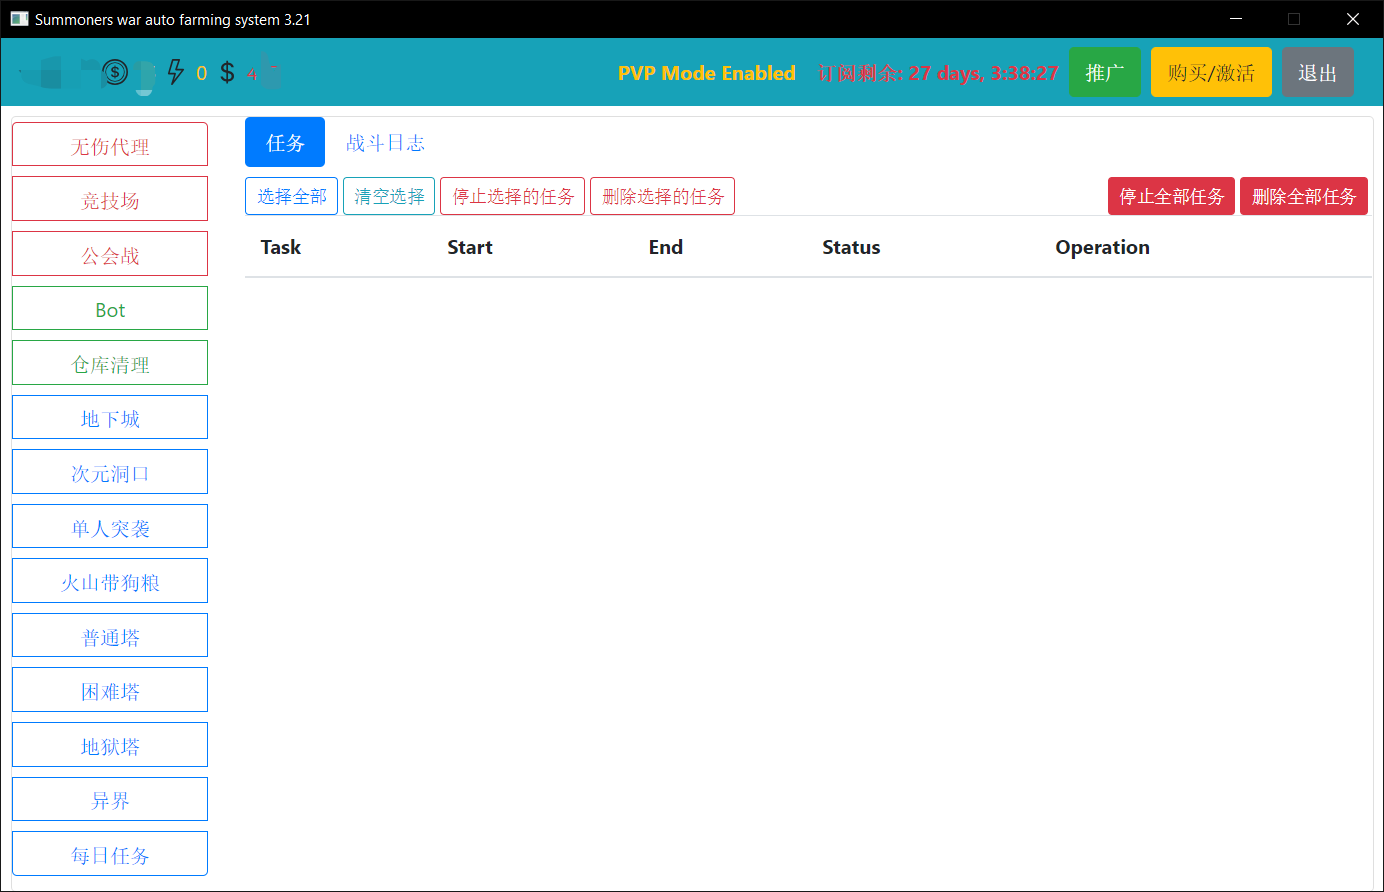 Summoners war auto farming system 3.21
0 $ 4 PVP Mode Enabled 订阅剩余: 27 days, 3:38:27 推广 购买/激活 退出
任务 战斗日志
选择全部 清空选择 停止选择的任务 删除选择的任务 停止全部任务 删除全部任务
Task Start End Status Operation
无伤代理
竞技场
公会战
Bot
仓库清理
地下城
次元洞口
单人突袭
火山带狗粮
普通塔
困难塔
地狱塔
异界
每日任务